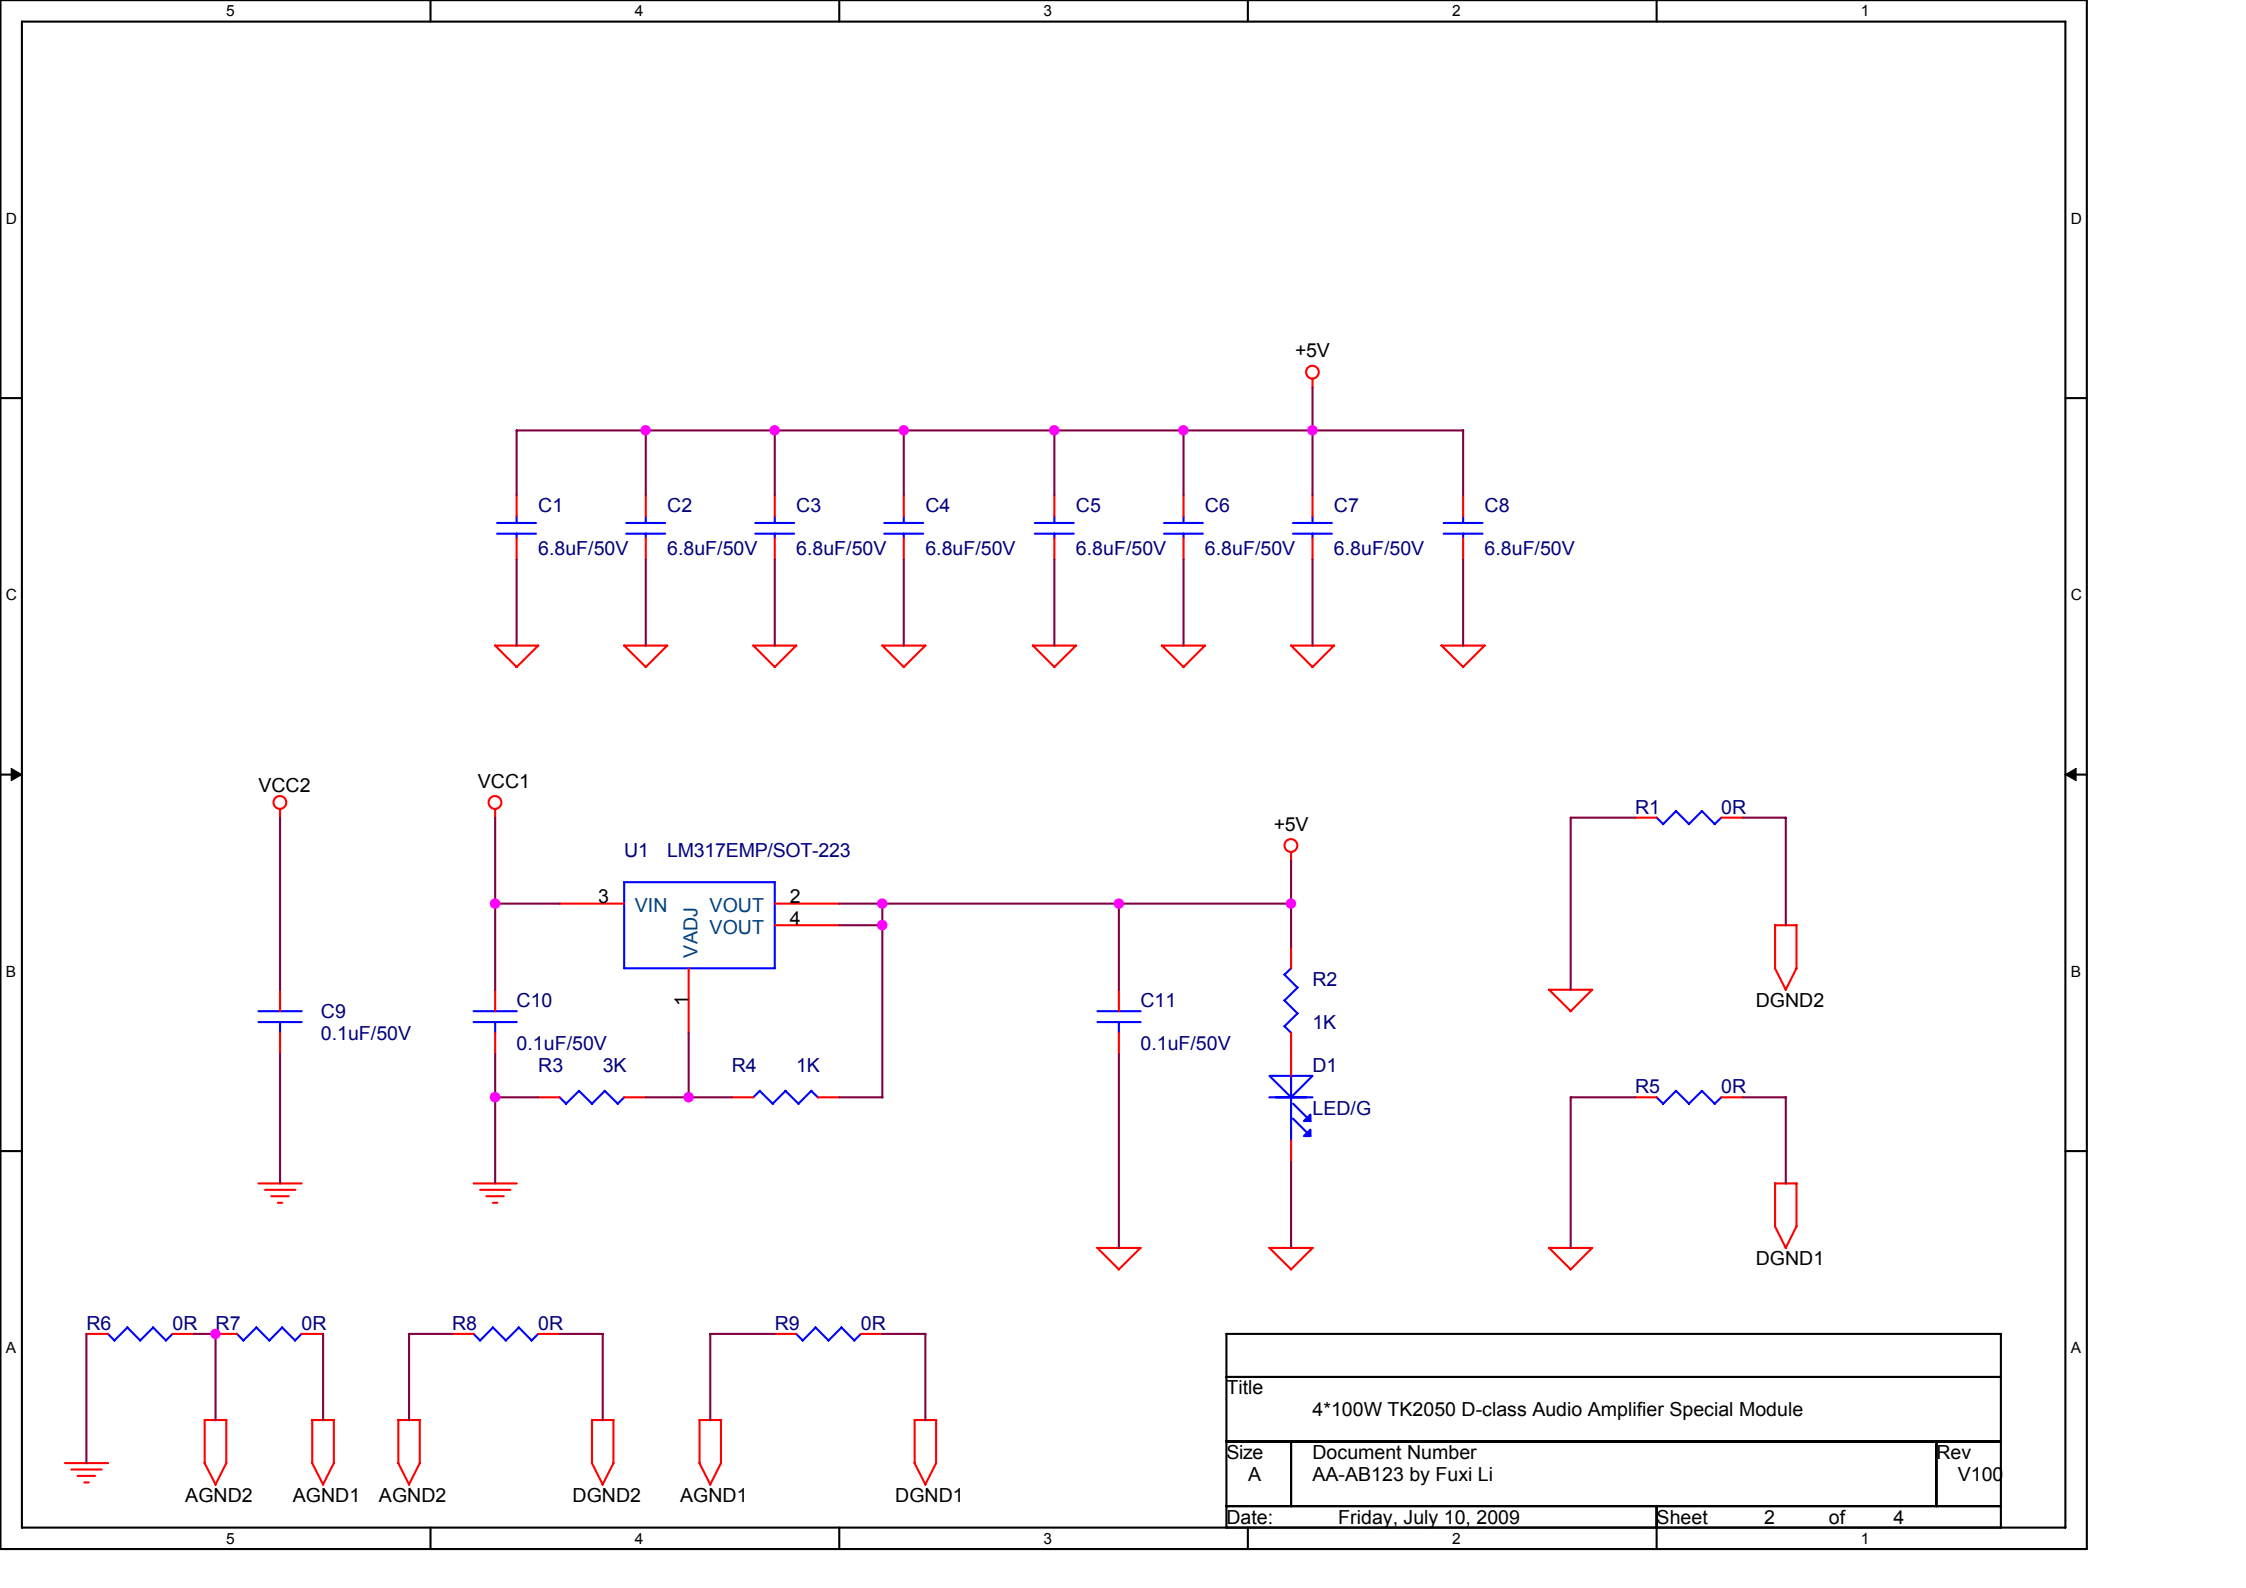 5 4 3 2 1
D D
+5V
C1 C2 C3 C4 C5 C6 C7 C8
6.8uF/50V 6.8uF/50V 6.8uF/50V 6.8uF/50V 6.8uF/50V 6.8uF/50V 6.8uF/50V 6.8uF/50V
C C
VCC2 VCC1
R1 0R
+5V
U1 LM317EMP/SOT-223
3 VIN VOUT 2
VOUT 4
VADJ
1
B B
R2
C9 C10 C11 DGND2
0.1uF/50V 0.1uF/50V 0.1uF/50V 1K
R3 3K R4 1K D1
R5 0R
LED/G
DGND1
R6 0R R7 0R R8 0R R9 0R
A A
AGND2 AGND1 AGND2 DGND2 AGND1 DGND1
Title
4*100W TK2050 D-class Audio Amplifier Special Module
Size Document Number Rev
A AA-AB123 by Fuxi Li V100
Date: Friday, July 10, 2009 Sheet 2 of 4
5 4 3 2 1